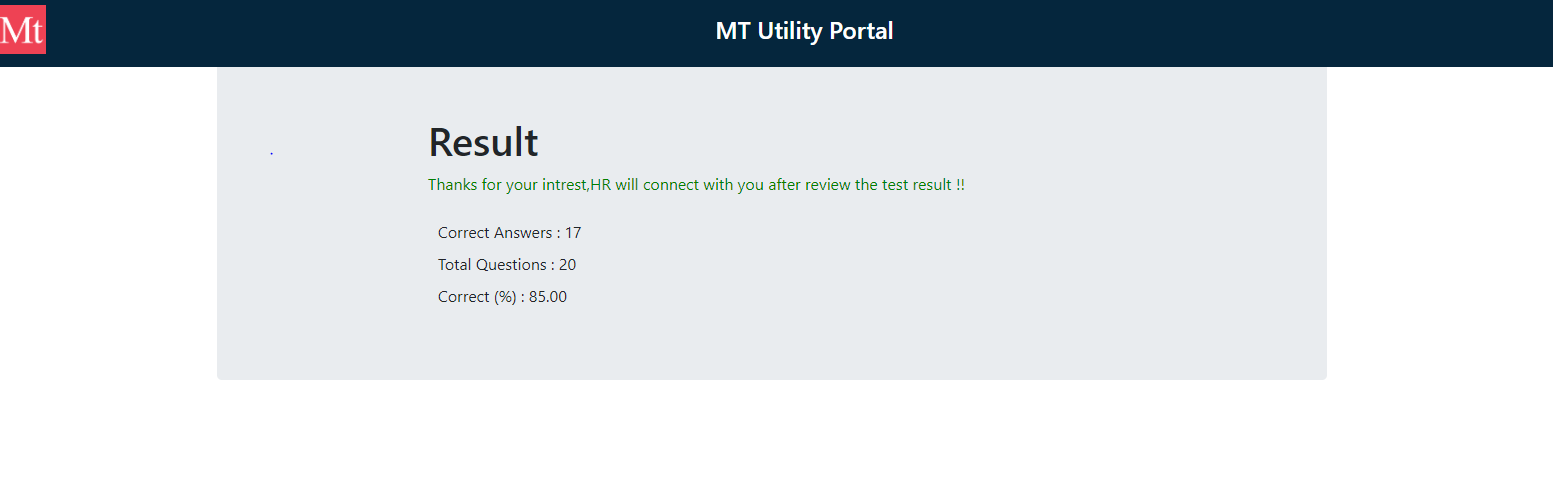 Mt
MT Utility Portal
Result
.
Thanks for your intrest,HR will connect with you after review the test result !!
Correct Answers : 17
Total Questions : 20
Correct (%) : 85.00